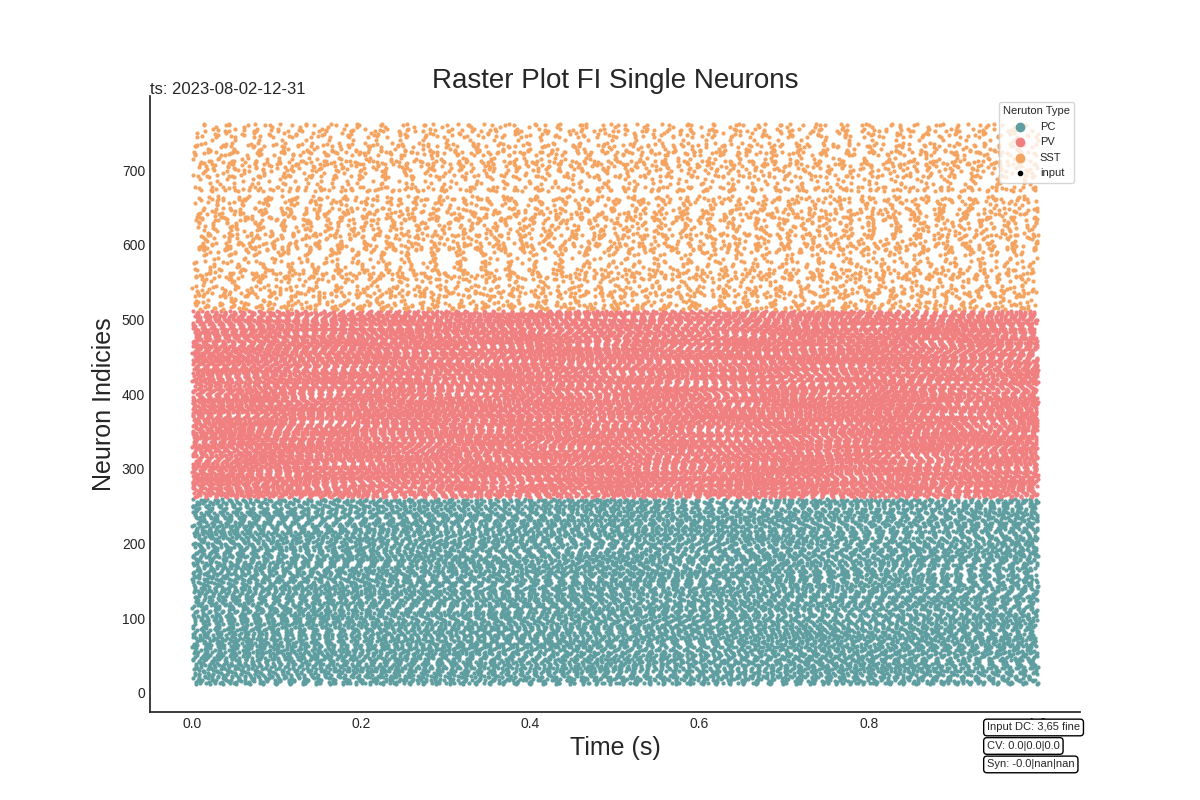 Raster Plot FI Single Neurons
ts: 2023-08-02-12-31
Neruton Type
PC
PV
SST
input
700
600
500
400
300
200
100
0
Neuron Indicies
0.0 0.2 0.4 0.6 0.8
Time (s)
Input DC: 3,65 fine
CV: 0.0|0.0|0.0
Syn: -0.0|nan|nan